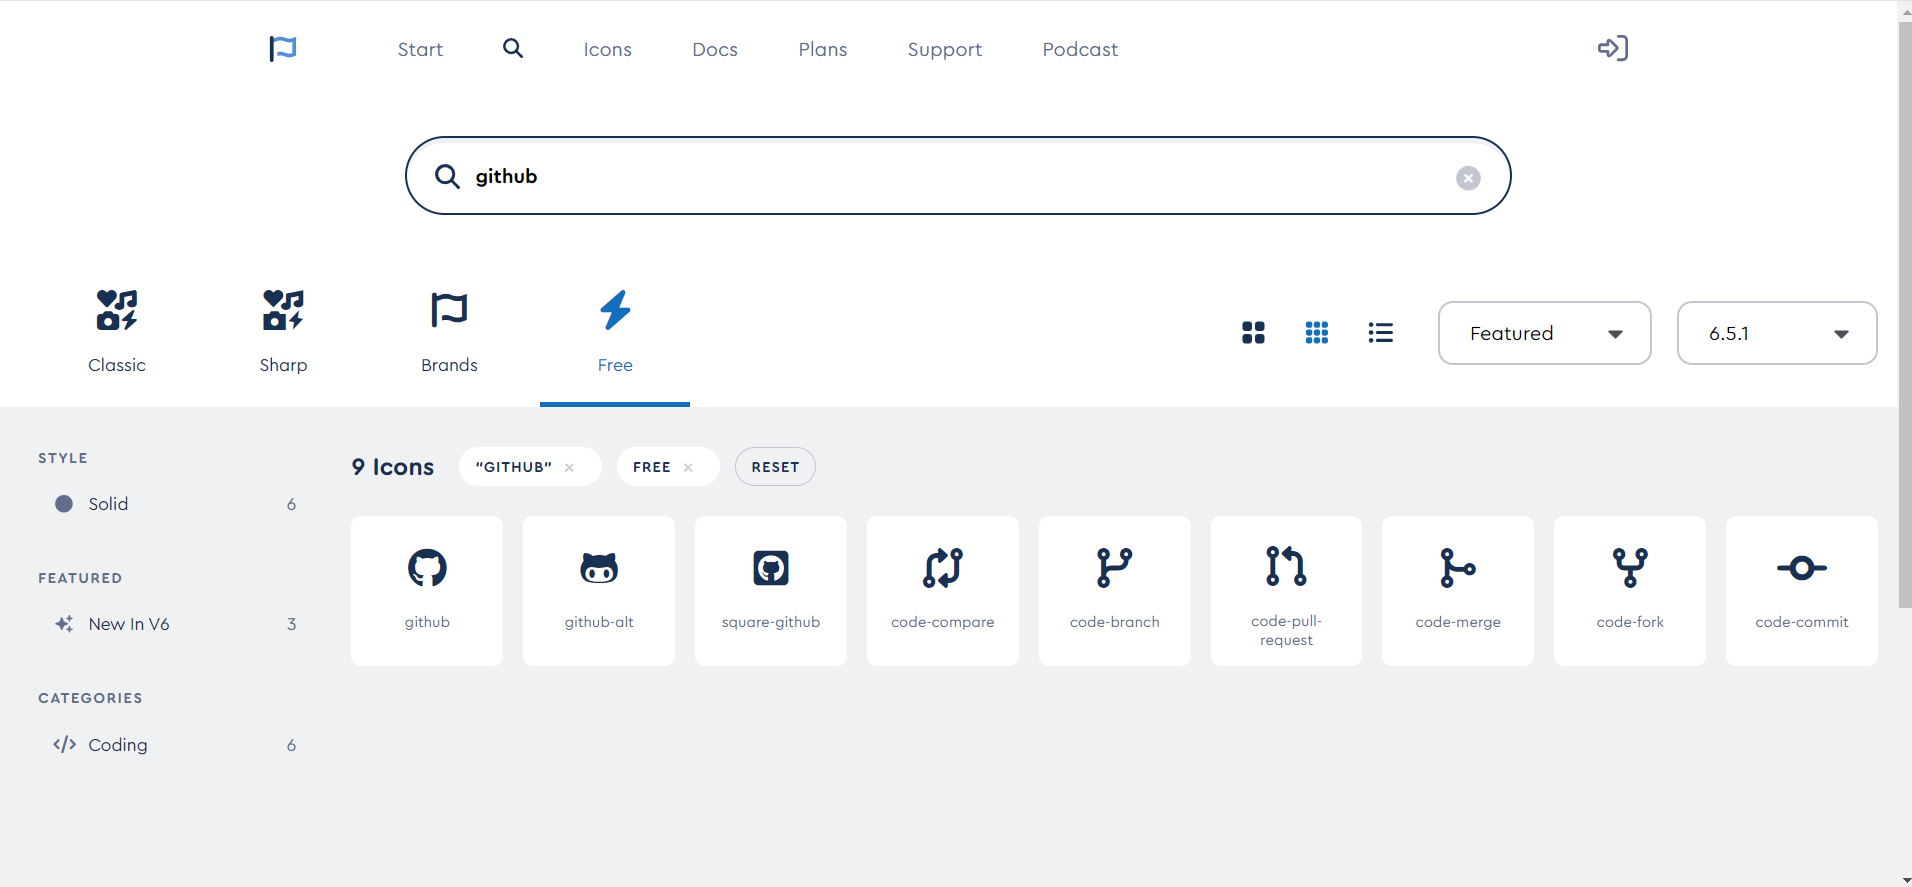 Start
Icons
Docs
Plans
Support
Podcast
github
Classic
Sharp
Brands
Free
Featured
6.5.1
STYLE
Solid 6
FEATURED
New In V6 3
CATEGORIES
Coding 6
9 Icons
“GITHUB” ×
FREE ×
RESET
github
github-alt
square-github
code-compare
code-branch
code-pull-
request
code-merge
code-fork
code-commit